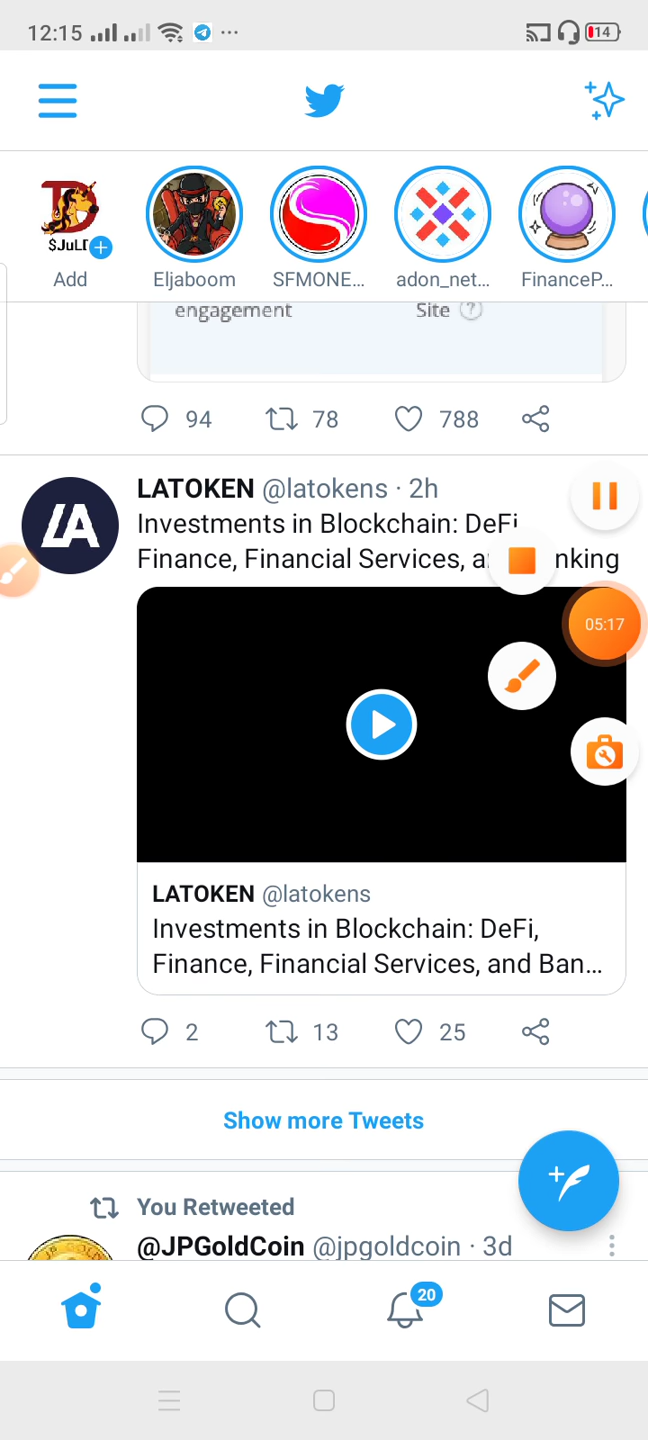 12:15
14
$JuLD
Add
Eljaboom
SFMONE...
adon_net...
FinanceP...
engagement
Site ?
94
78
788
LATOKEN @latokens · 2h
Investments in Blockchain: DeFi
Finance, Financial Services, a nking
05:17
LATOKEN @latokens
Investments in Blockchain: DeFi,
Finance, Financial Services, and Ban...
2
13
25
Show more Tweets
You Retweeted
@JPGoldCoin @jpgoldcoin · 3d
20